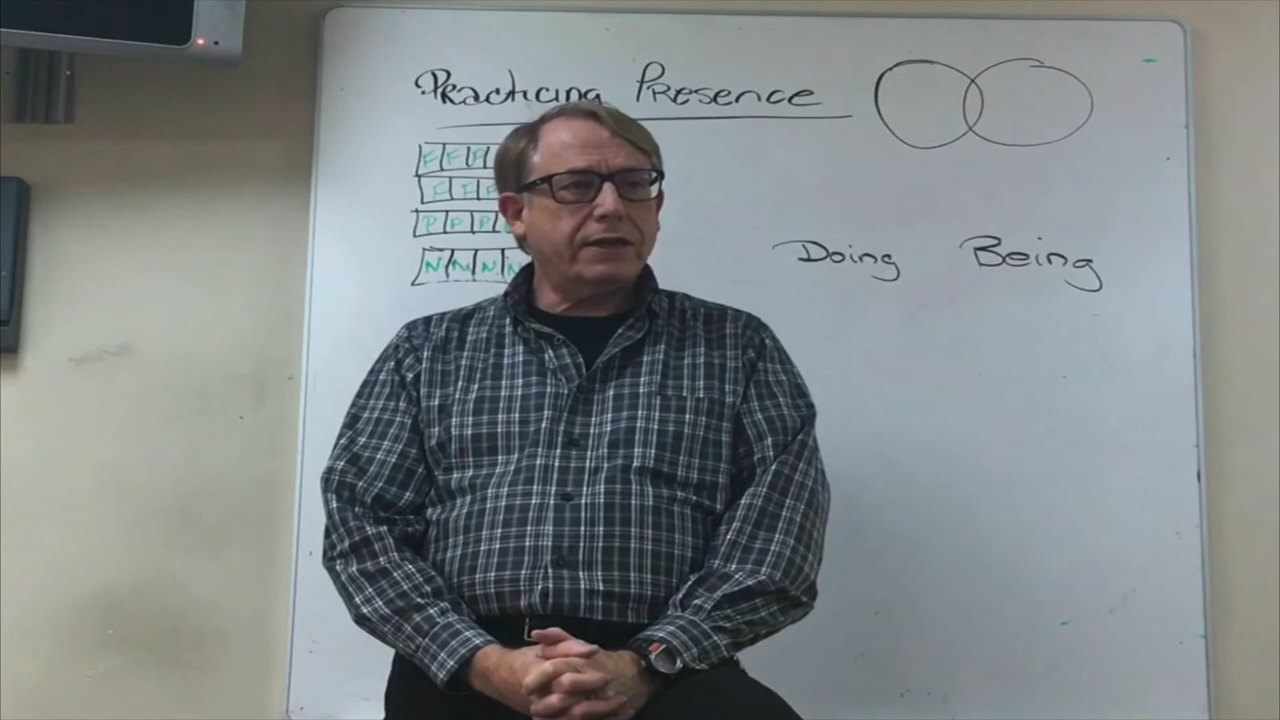 Practicing Presence
F F F
F F F
P P P
N N N N
Doing Being